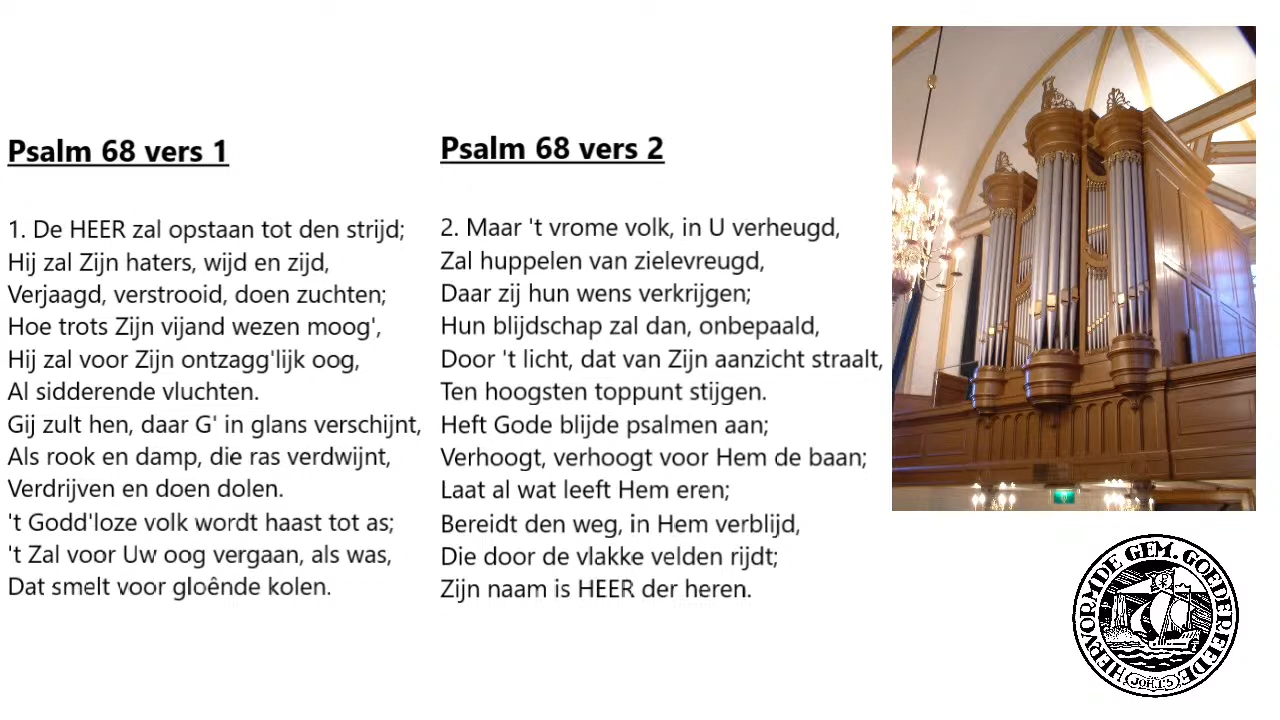 Psalm 68 vers 1
1. De HEER zal opstaan tot den strijd;
Hij zal Zijn haters, wijd en zijd,
Verjaagd, verstrooid, doen zuchten;
Hoe trots Zijn vijand wezen moog',
Hij zal voor Zijn ontzagg'lijk oog,
Al sidderende vluchten.
Gij zult hen, daar G' in glans verschijnt,
Als rook en damp, die ras verdwijnt,
Verdrijven en doen dolen.
't Godd'loze volk wordt haast tot as;
't Zal voor Uw oog vergaan, als was,
Dat smelt voor gloênde kolen.
Psalm 68 vers 2
2. Maar 't vrome volk, in U verheugd,
Zal huppelen van zielevreugd,
Daar zij hun wens verkrijgen;
Hun blijdschap zal dan, onbepaald,
Door 't licht, dat van Zijn aanzicht straalt,
Ten hoogsten toppunt stijgen.
Heft Gode blijde psalmen aan;
Verhoogt, verhoogt voor Hem de baan;
Laat al wat leeft Hem eren;
Bereidt den weg, in Hem verblijd,
Die door de vlakke velden rijdt;
Zijn naam is HEER der heren.
HERVORMDE GEM. GOEDEREEDE
JOH.1:5